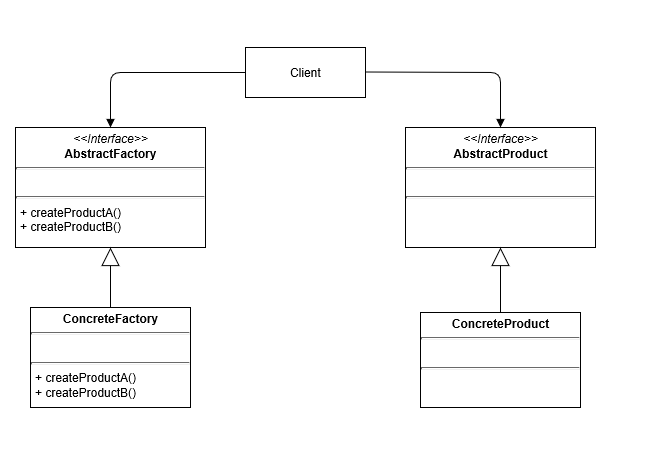 Client
<<Interface>>
AbstractFactory
+ createProductA()
+ createProductB()
<<Interface>>
AbstractProduct
ConcreteFactory
+ createProductA()
+ createProductB()
ConcreteProduct